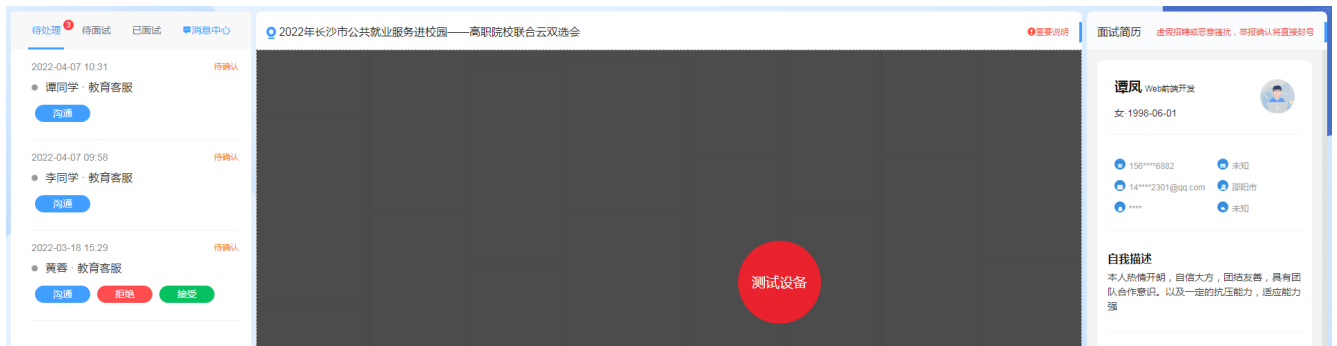 待处理 3 待面试 已面试 消息中心
2022-04-07 10:31 待确认
谭同学 · 教育客服
沟通
2022-04-07 09:58 待确认
李同学 · 教育客服
沟通
2022-03-18 15:29 待确认
黄蓉 · 教育客服
沟通 拒绝 接受
2022年长沙市公共就业服务进校园——高职院校联合云双选会 重要说明
测试设备
面试简历 虚假招聘或恶意骚扰，举报确认将直接封号
谭凤 Web前端开发
女·1998-06-01
156****6882 未知
14****2301@qq.com 邵阳市
**** 未知
自我描述
本人热情开朗，自信大方，团结友善，具有团
队合作意识。以及一定的抗压能力，适应能力
强